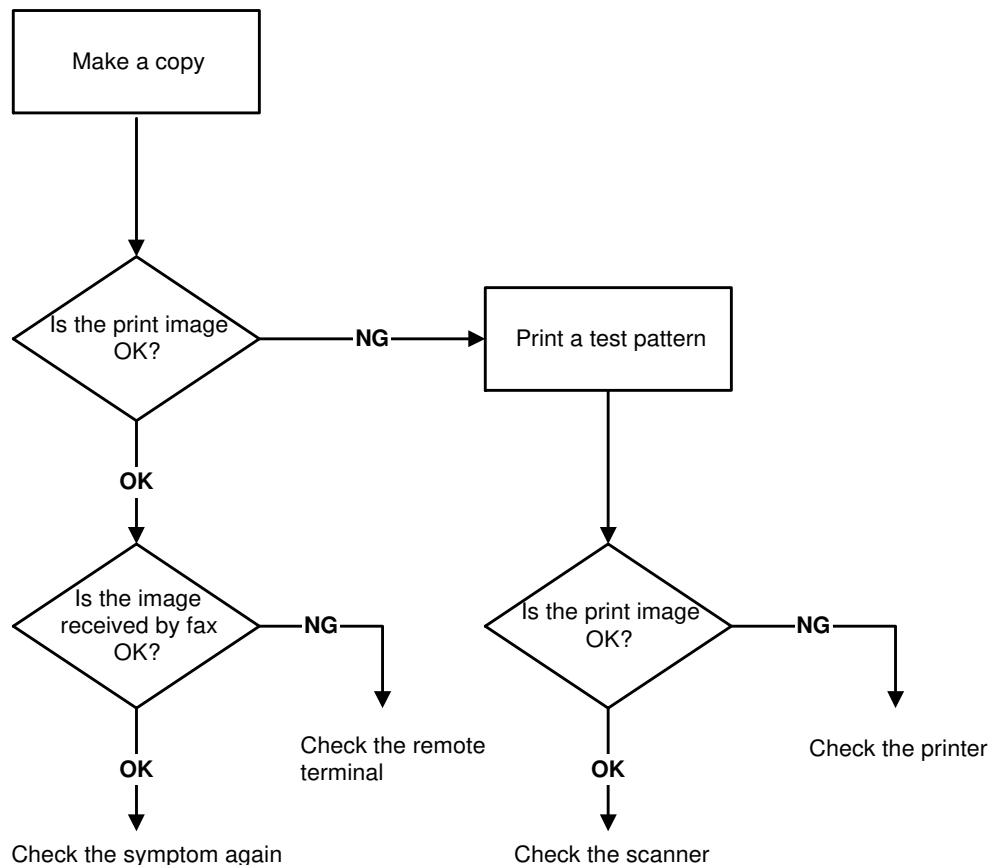 Make a copy
Is the print image
OK?
NG
Print a test pattern
OK
Is the image
received by fax
OK?
NG
Is the print image
OK?
NG
Check the remote
terminal
Check the printer
OK
OK
Check the symptom again
Check the scanner